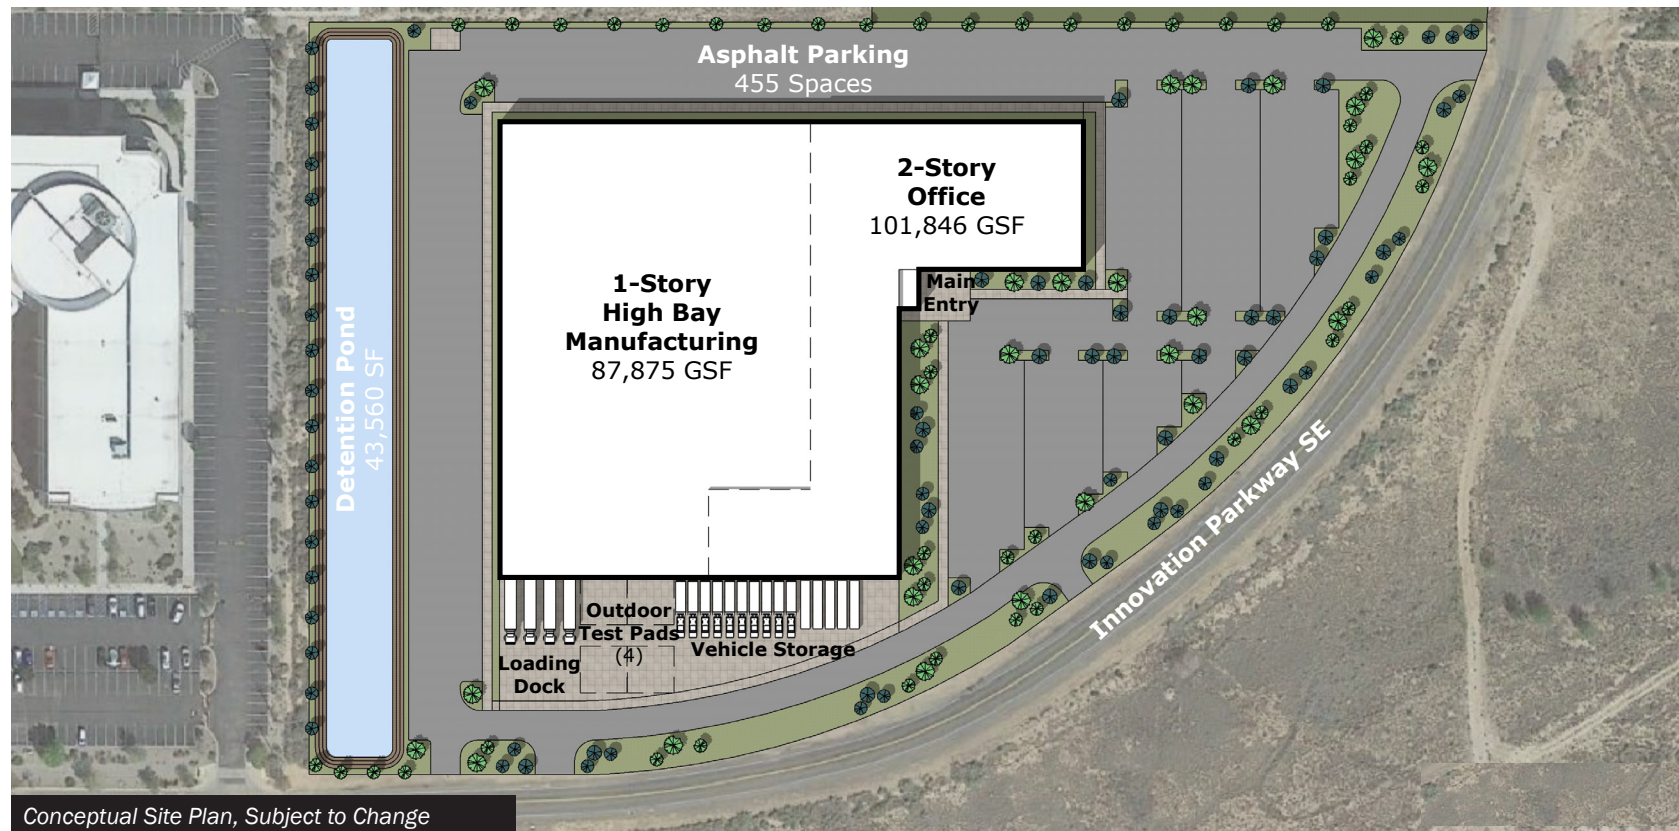 Asphalt Parking
455 Spaces
2-Story
Office
101,846 GSF
1-Story
High Bay
Manufacturing
87,875 GSF
Main
Entry
Detention Pond
43,560 SF
Innovation Parkway SE
Outdoor
Test Pads
(4)
Vehicle Storage
Loading
Dock
Conceptual Site Plan, Subject to Change